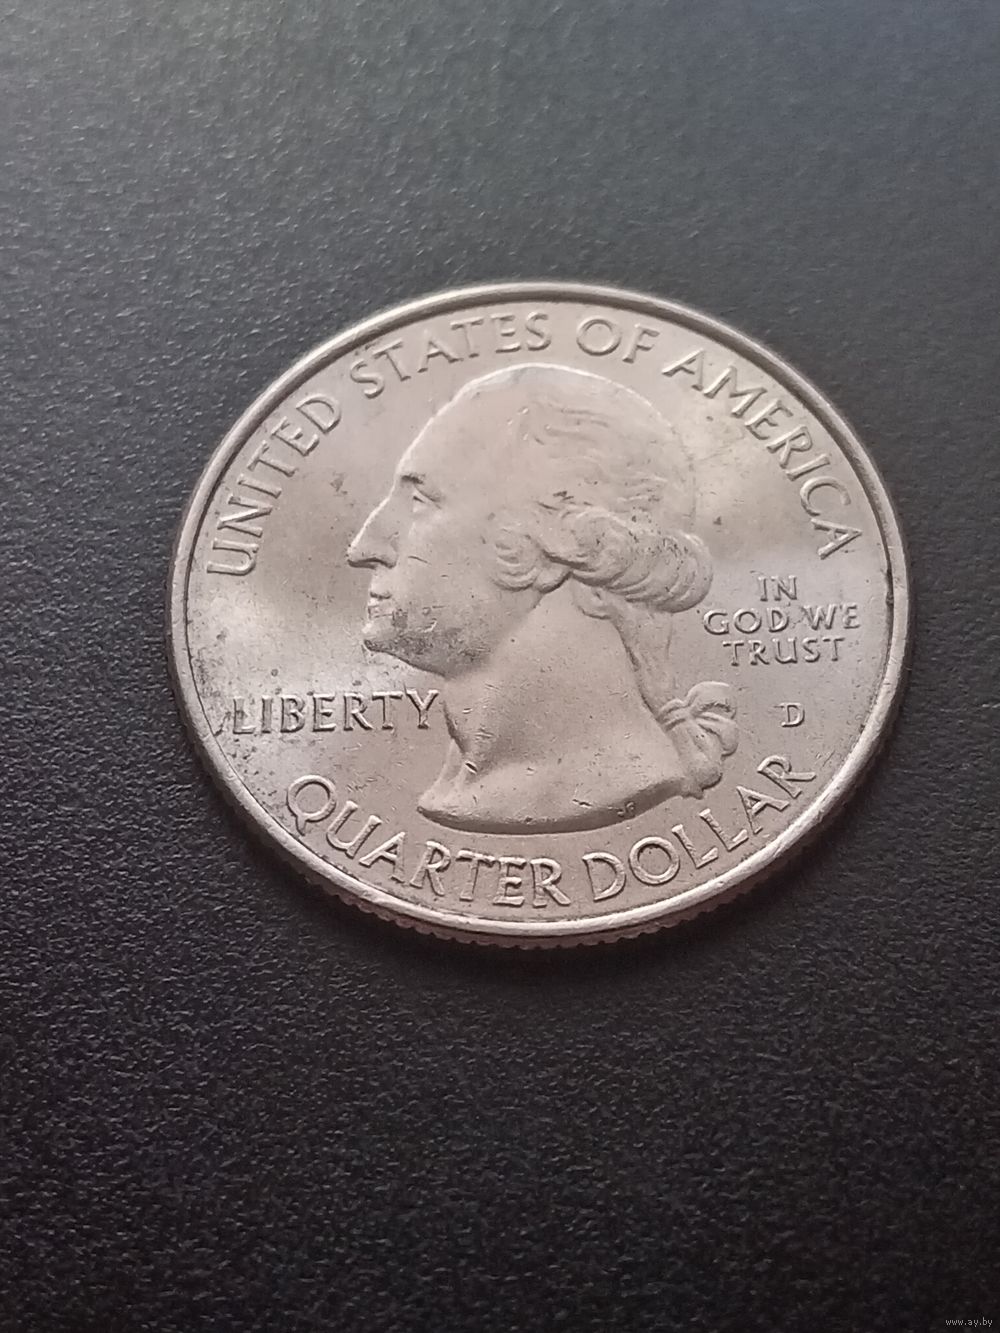 UNITED STATES OF AMERICA
LIBERTY
IN
GOD WE
TRUST
D
QUARTER DOLLAR
www.ay.by